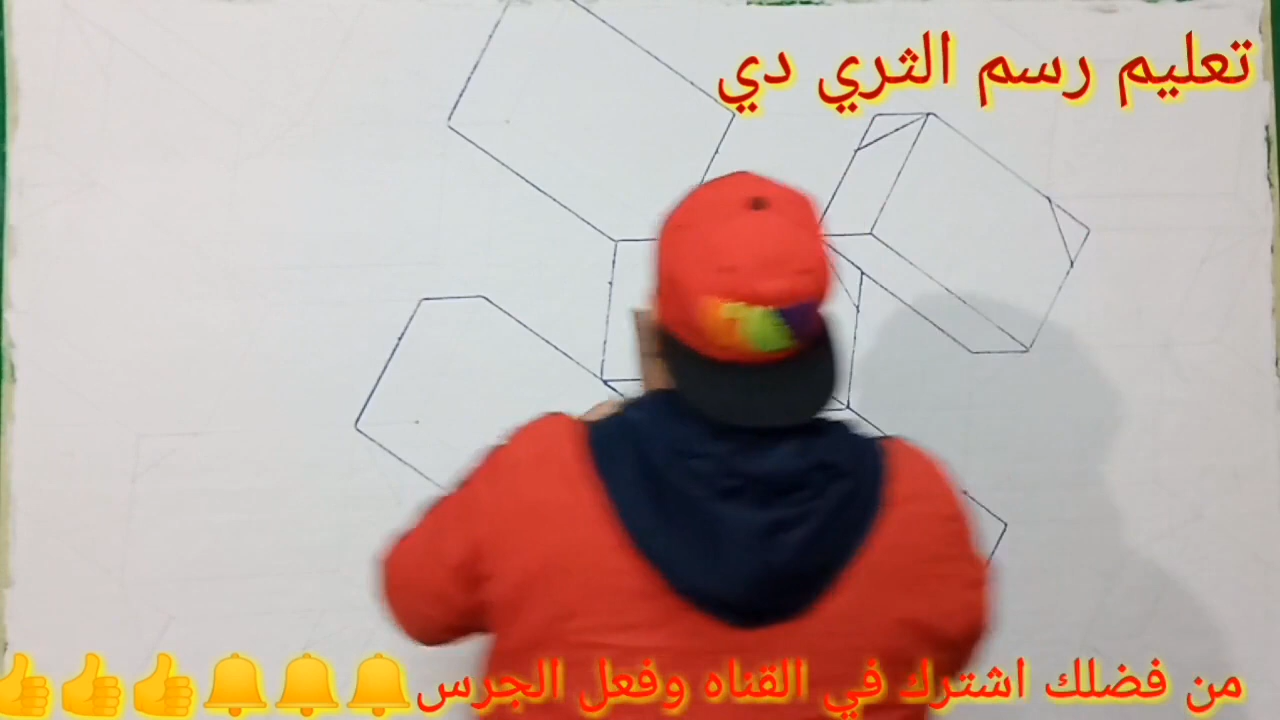 تعليم رسم الثري دي
من فضلك اشترك في القناه وفعل الجرس🔔🔔🔔👍👍👍